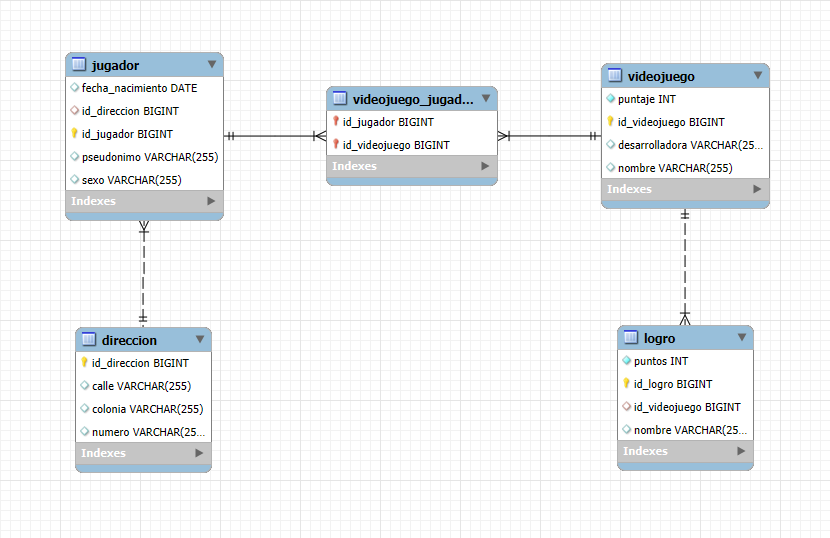 jugador
fecha_nacimiento DATE
id_direccion BIGINT
id_jugador BIGINT
pseudonimo VARCHAR(255)
sexo VARCHAR(255)
Indexes
videojuego_jugad...
id_jugador BIGINT
id_videojuego BIGINT
Indexes
videojuego
puntaje INT
id_videojuego BIGINT
desarrolladora VARCHAR(25...
nombre VARCHAR(255)
Indexes
direccion
id_direccion BIGINT
calle VARCHAR(255)
colonia VARCHAR(255)
numero VARCHAR(25...
Indexes
logro
puntos INT
id_logro BIGINT
id_videojuego BIGINT
nombre VARCHAR(25...
Indexes